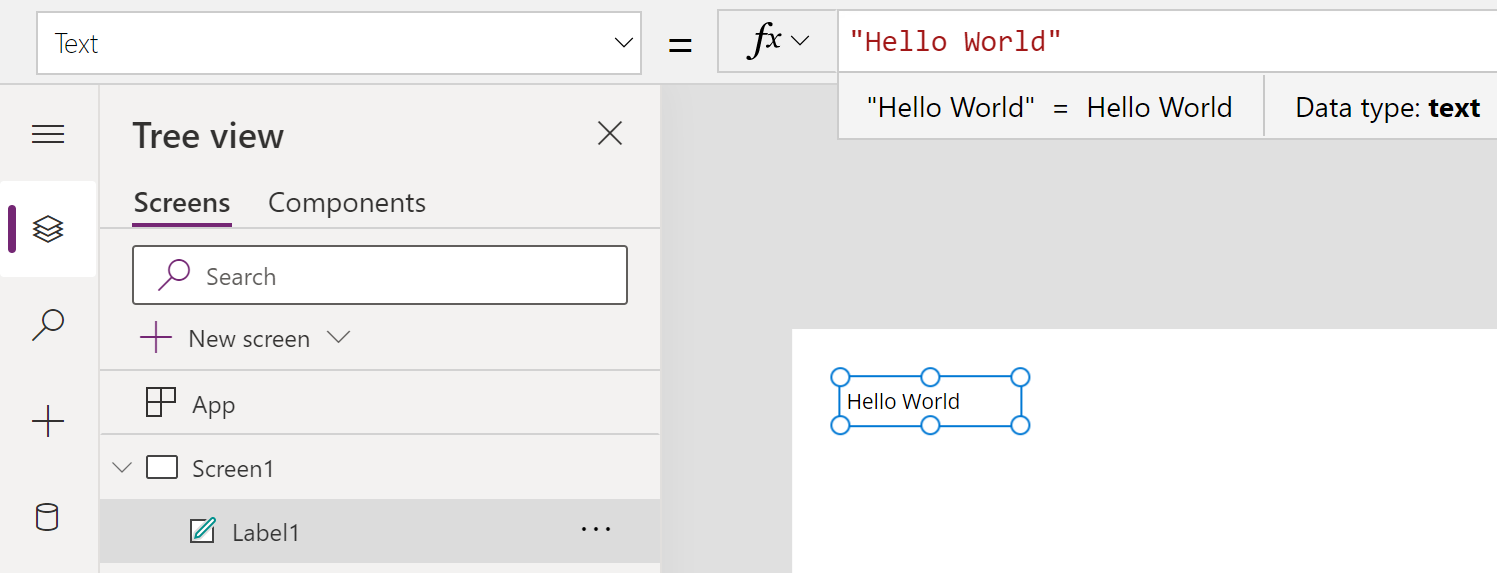 Text = fx "Hello World"
"Hello World" = Hello World Data type: text
Tree view
Screens Components
Search
New screen
App
Hello World
Screen1
Label1